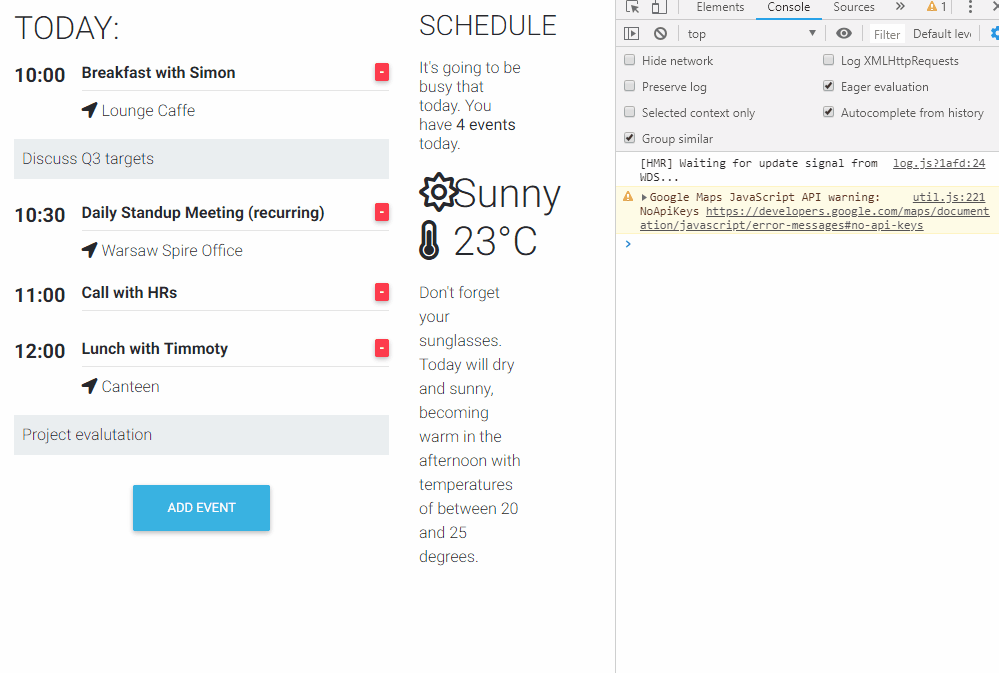 TODAY:
10:00 Breakfast with Simon -
Lounge Caffe
Discuss Q3 targets
10:30 Daily Standup Meeting (recurring) -
Warsaw Spire Office
11:00 Call with HRs -
12:00 Lunch with Timmoty -
Canteen
Project evalutation
ADD EVENT
SCHEDULE
It's going to be
busy that
today. You
have 4 events
today.
Sunny
23°C
Don't forget
your
sunglasses.
Today will dry
and sunny,
becoming
warm in the
afternoon with
temperatures
of between 20
and 25
degrees.
Elements Console Sources » 1
top Filter Default leve
Hide network Log XMLHttpRequests
Preserve log Eager evaluation
Selected context only Autocomplete from history
Group similar
[HMR] Waiting for update signal from log.js?1afd:24
WDS...
Google Maps JavaScript API warning: util.js:221
NoApiKeys https://developers.google.com/maps/document
ation/javascript/error-messages#no-api-keys